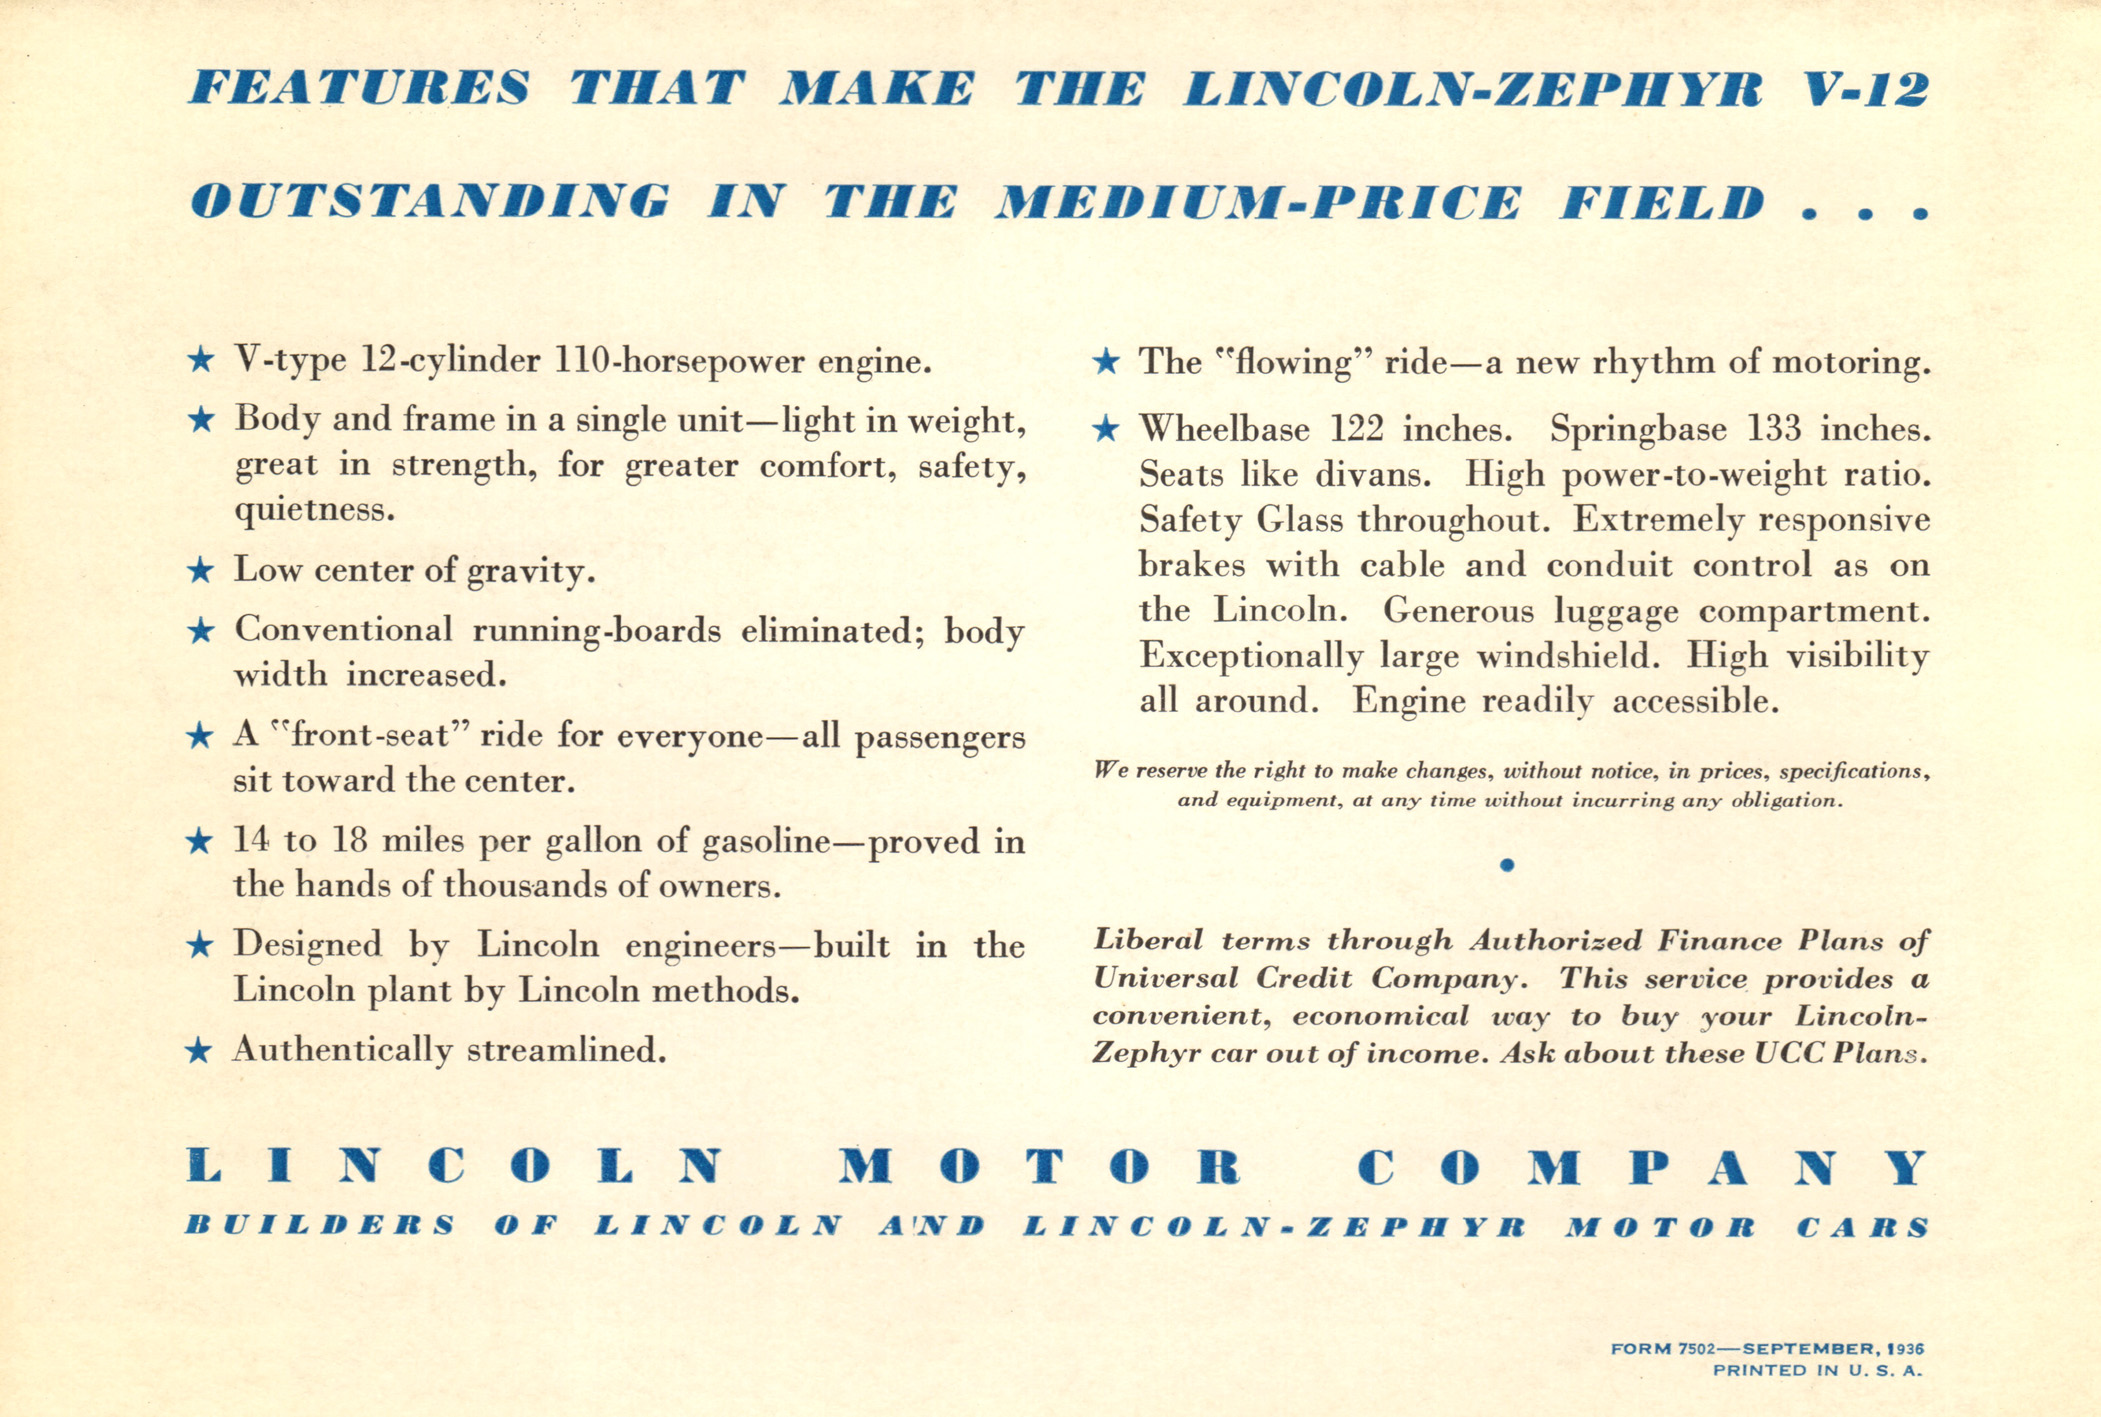 FEATURES THAT MAKE THE LINCOLN-ZEPHYR V-12
OUTSTANDING IN THE MEDIUM-PRICE FIELD . . .
★ V-type 12-cylinder 110-horsepower engine.
★ Body and frame in a single unit—light in weight,
great in strength, for greater comfort, safety,
quietness.
★ Low center of gravity.
★ Conventional running-boards eliminated; body
width increased.
★ A "front-seat" ride for everyone—all passengers
sit toward the center.
★ 14 to 18 miles per gallon of gasoline—proved in
the hands of thousands of owners.
★ Designed by Lincoln engineers—built in the
Lincoln plant by Lincoln methods.
★ Authentically streamlined.
★ The "flowing" ride—a new rhythm of motoring.
★ Wheelbase 122 inches. Springbase 133 inches.
Seats like divans. High power-to-weight ratio.
Safety Glass throughout. Extremely responsive
brakes with cable and conduit control as on
the Lincoln. Generous luggage compartment.
Exceptionally large windshield. High visibility
all around. Engine readily accessible.
We reserve the right to make changes, without notice, in prices, specifications,
and equipment, at any time without incurring any obligation.
•
Liberal terms through Authorized Finance Plans of
Universal Credit Company. This service provides a
convenient, economical way to buy your Lincoln-
Zephyr car out of income. Ask about these UCC Plans.
LINCOLN MOTOR COMPANY
BUILDERS OF LINCOLN AND LINCOLN-ZEPHYR MOTOR CARS
FORM 7502—SEPTEMBER, 1936
PRINTED IN U. S. A.